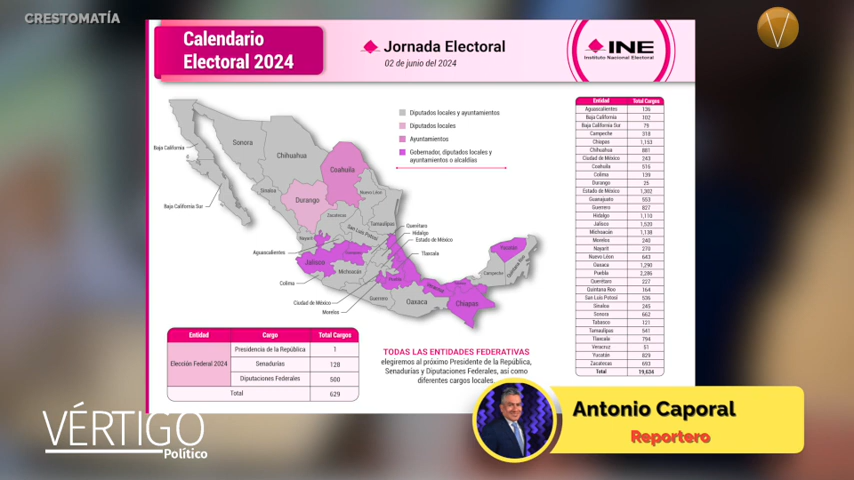 CRESTOMATÍA
Calendario
Electoral 2024
Jornada Electoral
02 de junio del 2024
INE
Instituto Nacional Electoral
Diputados locales y ayuntamientos
Diputados locales
Ayuntamientos
Gobernador, diputados locales y
ayuntamientos o alcaldías
Baja California
Sonora
Chihuahua
Coahuila
Baja California Sur
Sinaloa
Durango
Nuevo León
Zacatecas
Tamaulipas
San Luis Potosí
Nayarit
Querétaro
Hidalgo
Estado de México
Tlaxcala
Aguascalientes
Jalisco
Colima
Michoacán
Ciudad de México
Morelos
Guerrero
Puebla
Oaxaca
Chiapas
Campeche
Entidad Total Cargos
Aguascalientes 136
Baja California 102
Baja California Sur 79
Campeche 318
Chiapas 1,193
Chihuahua 881
Ciudad de México 243
Coahuila 516
Colima 139
Durango 25
Estado de México 1,302
Guanajuato 553
Guerrero 827
Hidalgo 1,110
Jalisco 1,520
Michoacán 1,138
Morelos 240
Nayarit 270
Nuevo León 643
Oaxaca 1,290
Puebla 2,286
Querétaro 227
Quintana Roo 164
San Luis Potosí 536
Sinaloa 245
Sonora 662
Tabasco 121
Tamaulipas 541
Tlaxcala 794
Veracruz 51
Yucatán 829
Zacatecas 693
Total 19,634
Entidad Cargo Total Cargos
Elección Federal 2024
Presidencia de la República 1
Senadurías 128
Diputaciones Federales 500
Total 629
TODAS LAS ENTIDADES FEDERATIVAS
elegiremos al próximo Presidente de la República,
Senadurías y Diputaciones Federales, así como
diferentes cargos locales
Antonio Caporal
Reportero
VÉRTIGO
Político